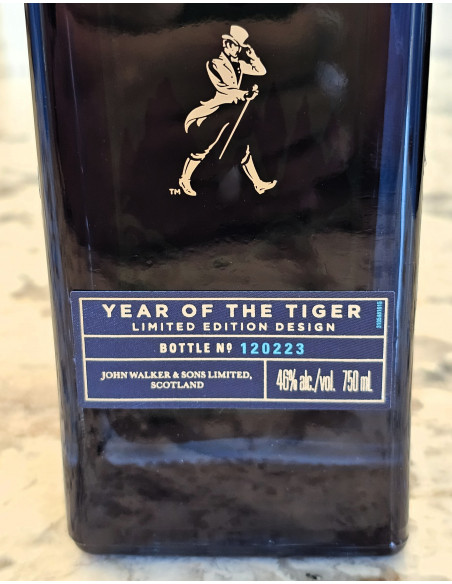 TM
YEAR OF THE TIGER
LIMITED EDITION DESIGN
BOTTLE Nº 120223
JOHN WALKER & SONS LIMITED,
SCOTLAND
46% alc./vol. 750 ml